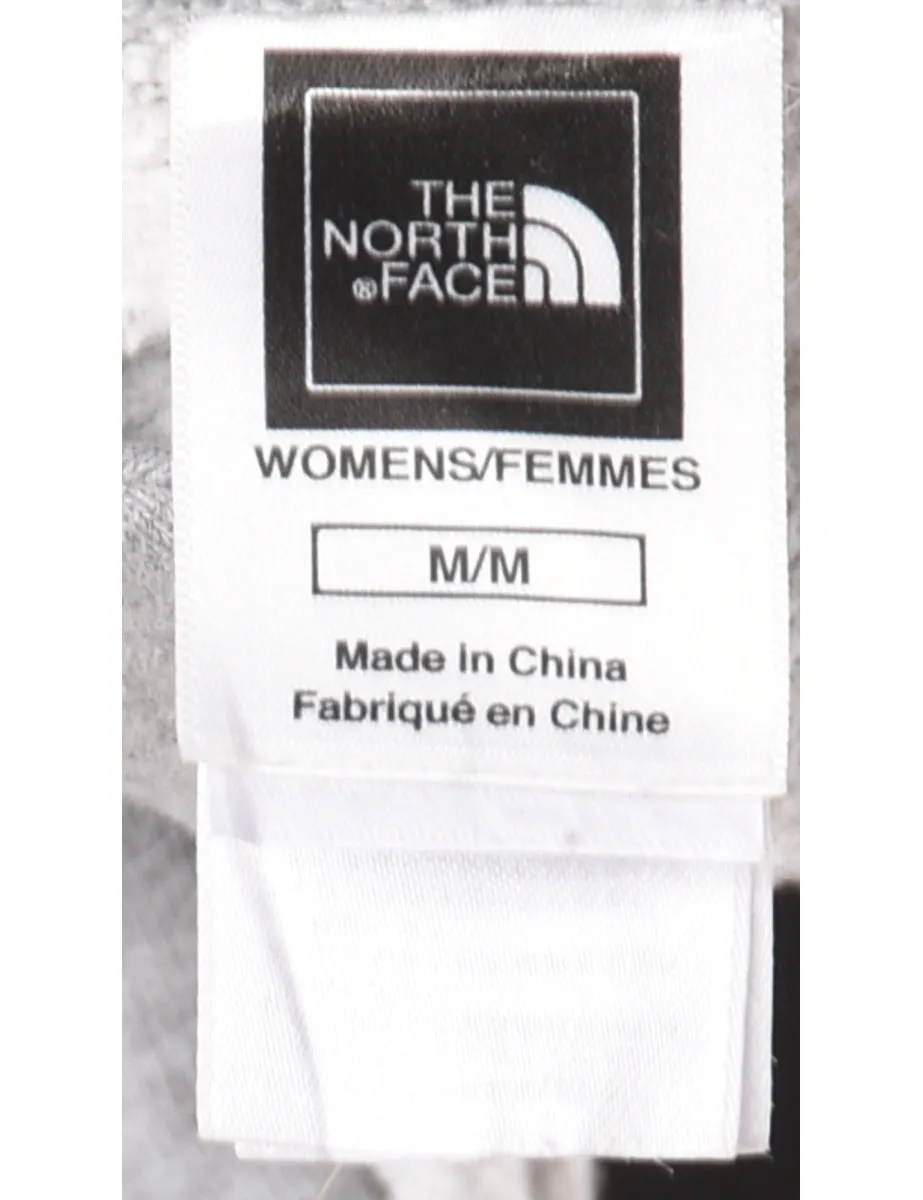 THE
NORTH
®FACE
WOMENS/FEMMES
M/M
Made in China
Fabriqué en Chine